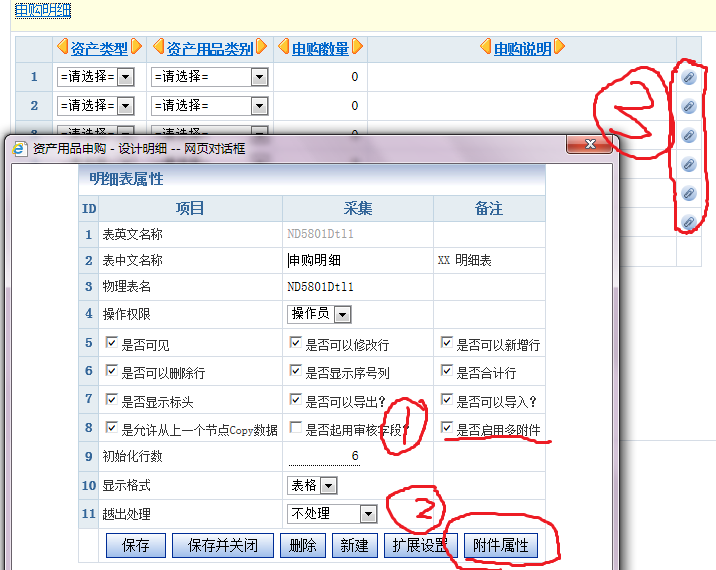 申购明细
资产类型 资产用品类别 申购数量 申购说明
1 =请选择= =请选择= 0
2 =请选择= =请选择= 0
3
资产用品申购 - 设计明细 -- 网页对话框
明细表属性
ID 项目 采集 备注
1 表英文名称 ND5801Dtl1
2 表中文名称 申购明细 XX 明细表
3 物理表名 ND5801Dtl1
4 操作权限 操作员
5 是否可见 是否可以修改行 是否可以新增行
6 是否可以删除行 是否显示序号列 是否合计行
7 是否显示标头 是否可以导出? 是否可以导入?
8 是允许从上一个节点Copy数据 是否起用审核字段? 是否启用多附件
9 初始化行数 6
10 显示格式 表格
11 越出处理 不处理
保存 保存并关闭 删除 新建 扩展设置 附件属性
1
2
3